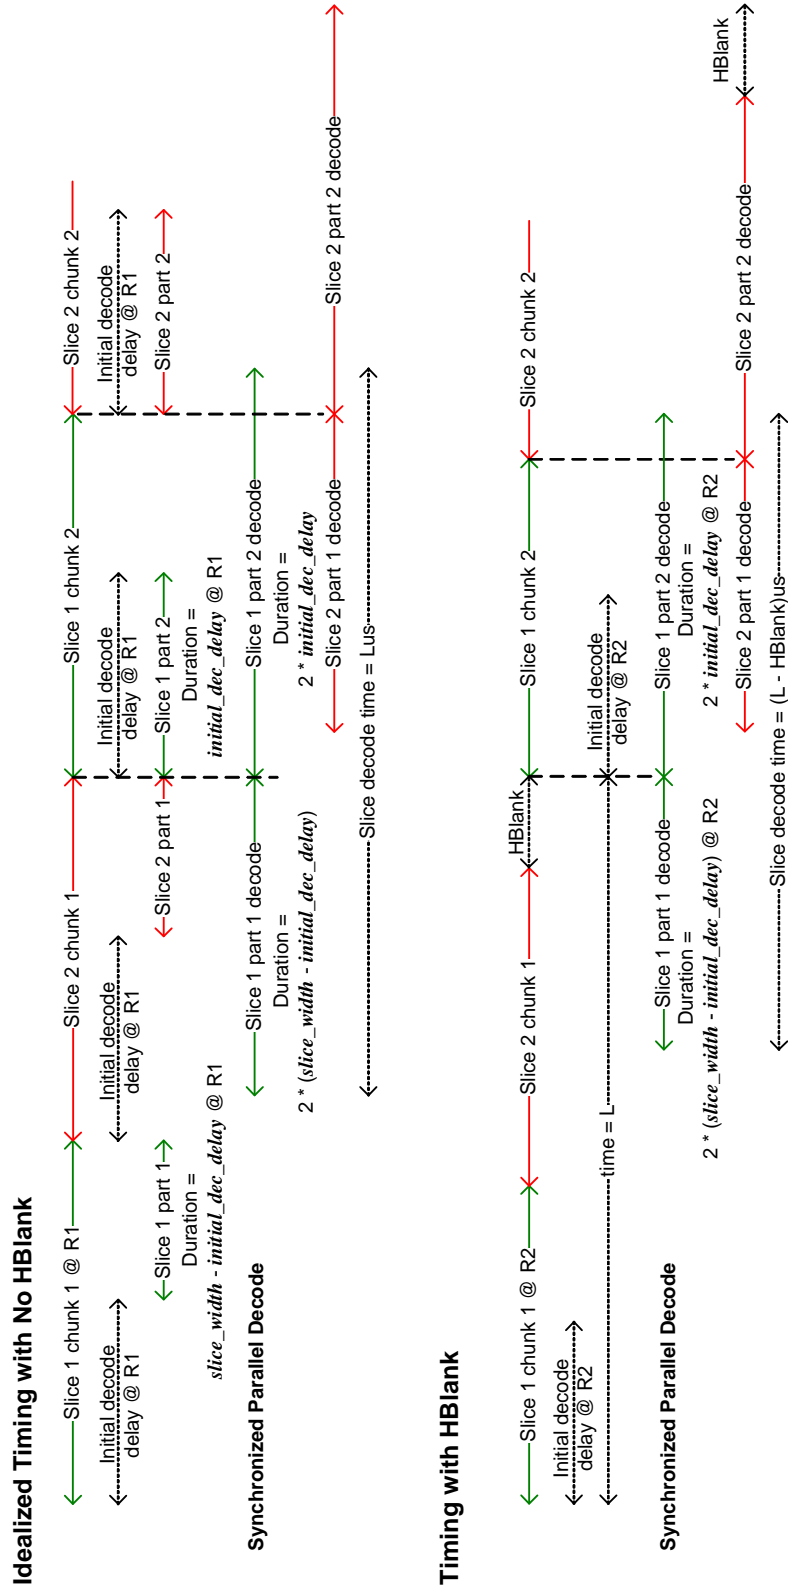 Idealized Timing with No HBlank
Slice 1 chunk 1 @ R1
Slice 2 chunk 1
Slice 1 chunk 2
Slice 2 chunk 2
Initial decode
delay @ R1
Initial decode
delay @ R1
Initial decode
delay @ R1
Initial decode
delay @ R1
Slice 1 part 1
Duration =
slice_width - initial_dec_delay @ R1
Slice 2 part 1
Slice 1 part 2
Duration =
initial_dec_delay @ R1
Slice 2 part 2
Synchronized Parallel Decode
Slice 1 part 1 decode
Duration =
2 * (slice_width - initial_dec_delay)
Slice 1 part 2 decode
Duration =
2 * initial_dec_delay
Slice 2 part 1 decode
Slice 2 part 2 decode
Slice decode time = Lus
Timing with HBlank
Slice 1 chunk 1 @ R2
Slice 2 chunk 1
HBlank
Slice 1 chunk 2
Slice 2 chunk 2
Initial decode
delay @ R2
Initial decode
delay @ R2
time = L
Synchronized Parallel Decode
Slice 1 part 1 decode
Duration =
2 * (slice_width - initial_dec_delay) @ R2
Slice 1 part 2 decode
Duration =
2 * initial_dec_delay @ R2
Slice 2 part 1 decode
Slice 2 part 2 decode
HBlank
Slice decode time = (L - HBlank)us